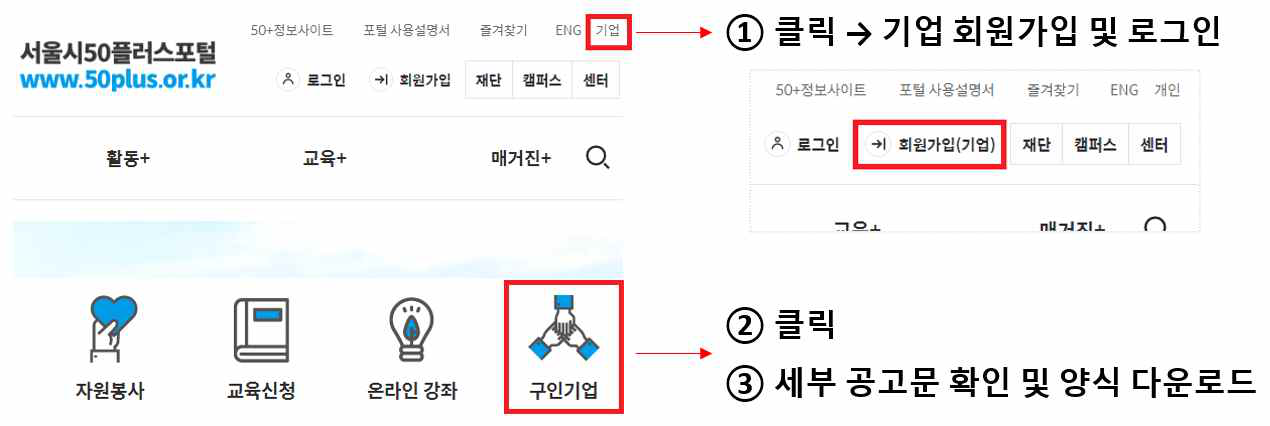 50+정보사이트 포털 사용설명서 즐겨찾기 ENG 기업
서울시50플러스포털
www.50plus.or.kr
로그인 회원가입 재단 캠퍼스 센터
활동+ 교육+ 매거진+
자원봉사 교육신청 온라인 강좌 구인기업
① 클릭 → 기업 회원가입 및 로그인
50+정보사이트 포털 사용설명서 즐겨찾기 ENG 개인
로그인 회원가입(기업) 재단 캠퍼스 센터
교육+ 매거진+
② 클릭
③ 세부 공고문 확인 및 양식 다운로드